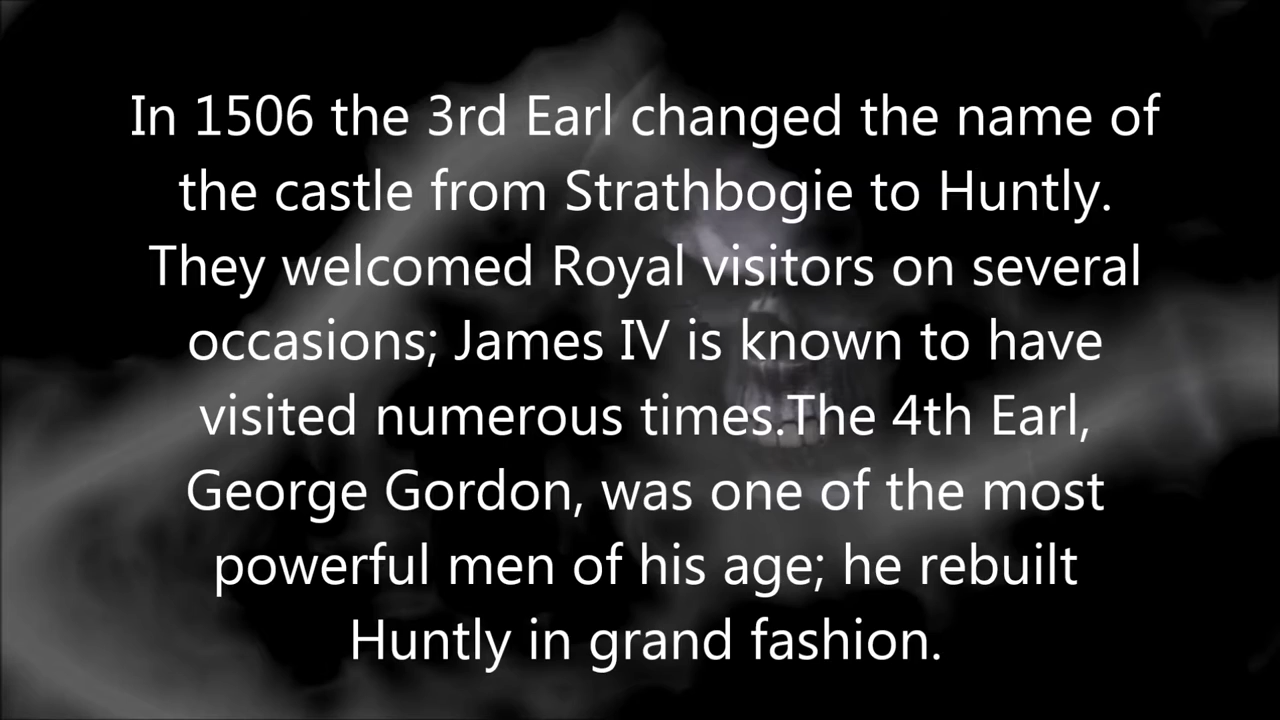 In 1506 the 3rd Earl changed the name of
the castle from Strathbogie to Huntly.
They welcomed Royal visitors on several
occasions; James IV is known to have
visited numerous times.The 4th Earl,
George Gordon, was one of the most
powerful men of his age; he rebuilt
Huntly in grand fashion.